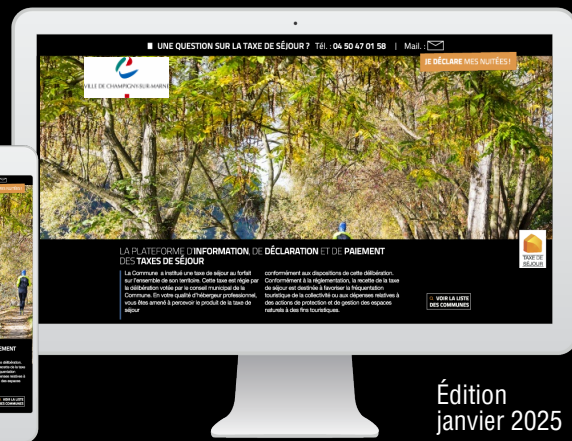 UNE QUESTION SUR LA TAXE DE SÉJOUR ? Tél. : 04 50 47 01 58 | Mail. :
JE DÉCLARE MES NUITÉES !
VILLE DE CHAMPIGNY-SUR-MARNE
LA PLATEFORME D'INFORMATION, DE DÉCLARATION ET DE PAIEMENT
DES TAXES DE SÉJOUR
La Commune a institué une taxe de séjour au forfait
sur l'ensemble de son territoire. Cette taxe est régie par
la délibération votée par le conseil municipal de la
Commune. En votre qualité d'hébergeur professionnel,
vous êtes amené à percevoir le produit de la taxe de
séjour
conformément aux dispositions de cette délibération.
Conformément à la réglementation, la recette de la taxe
de séjour est destinée à favoriser la fréquentation
touristique de la collectivité ou aux dépenses relatives à
des actions de protection et de gestion des espaces
naturels à des fins touristiques.
TAXE DE
SÉJOUR
VOIR LA LISTE
DES COMMUNES
EMENT
VOIR LA LISTE
DES COMMUNES
Édition
janvier 2025